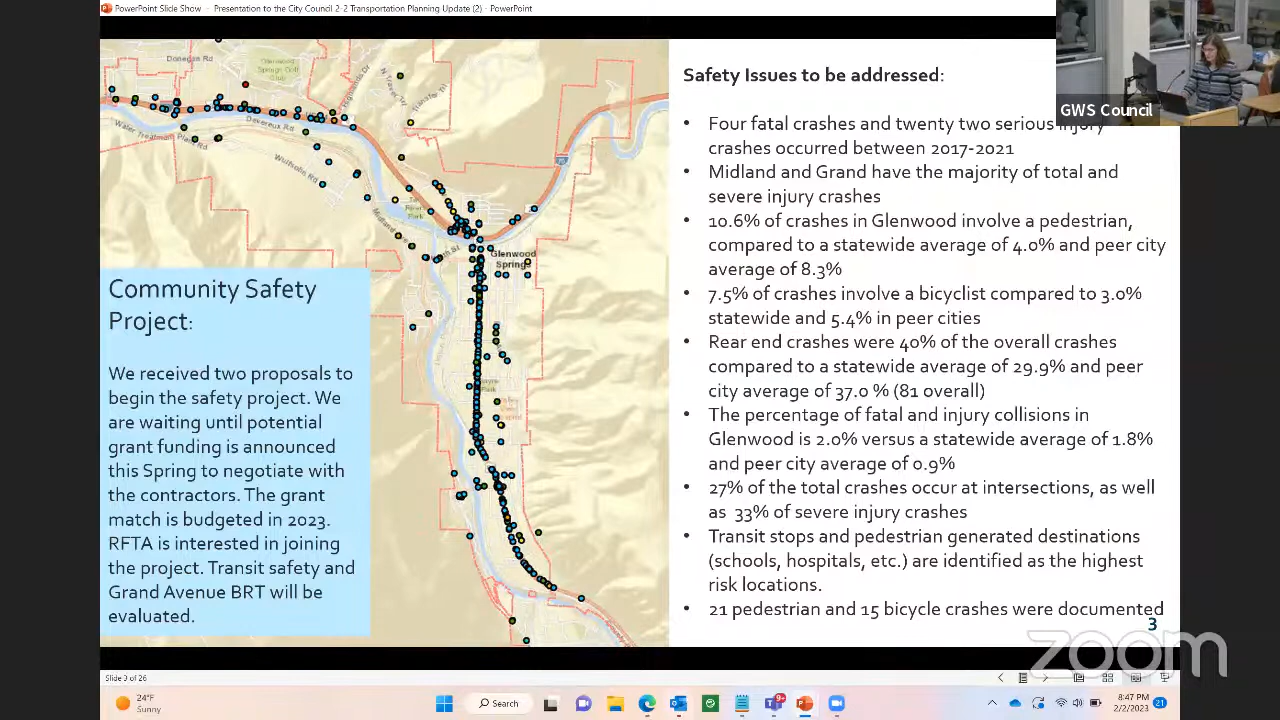 PowerPoint Slide Show - Presentation to the City Council 2-2 Transportation Planning Update (2) - PowerPoint
GWS Council
Donegan Rd
Glenwood
Springs Golf
Club
Devereux Rd
Wulfsohn Rd
Glenwood
Springs
Community Safety
Project:
We received two proposals to
begin the safety project. We
are waiting until potential
grant funding is announced
this Spring to negotiate with
the contractors. The grant
match is budgeted in 2023.
RFTA is interested in joining
the project. Transit safety and
Grand Avenue BRT will be
evaluated.
Safety Issues to be addressed:
• Four fatal crashes and twenty two serious injury
crashes occurred between 2017-2021
• Midland and Grand have the majority of total and
severe injury crashes
• 10.6% of crashes in Glenwood involve a pedestrian,
compared to a statewide average of 4.0% and peer city
average of 8.3%
• 7.5% of crashes involve a bicyclist compared to 3.0%
statewide and 5.4% in peer cities
• Rear end crashes were 40% of the overall crashes
compared to a statewide average of 29.9% and peer
city average of 37.0 % (81 overall)
• The percentage of fatal and injury collisions in
Glenwood is 2.0% versus a statewide average of 1.8%
and peer city average of 0.9%
• 27% of the total crashes occur at intersections, as well
as 33% of severe injury crashes
• Transit stops and pedestrian generated destinations
(schools, hospitals, etc.) are identified as the highest
risk locations.
• 21 pedestrian and 15 bicycle crashes were documented
3
zoom
Slide 9 of 26
24°F
Sunny
Search
9+
8:47 PM
2/2/2023
21